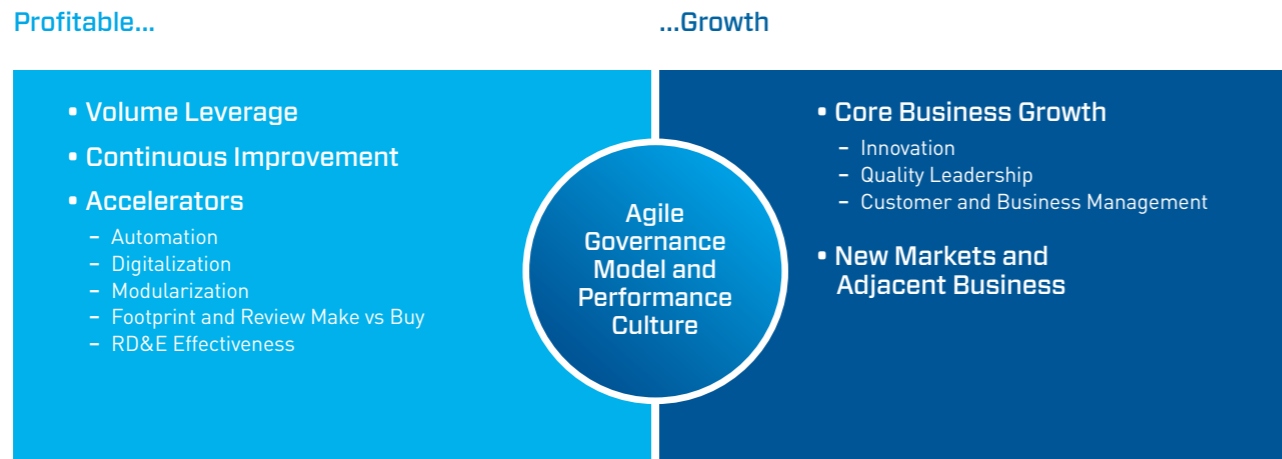 Profitable...
...Growth
• Volume Leverage
• Continuous Improvement
• Accelerators
– Automation
– Digitalization
– Modularization
– Footprint and Review Make vs Buy
– RD&E Effectiveness
Agile
Governance
Model and
Performance
Culture
• Core Business Growth
– Innovation
– Quality Leadership
– Customer and Business Management
• New Markets and
Adjacent Business